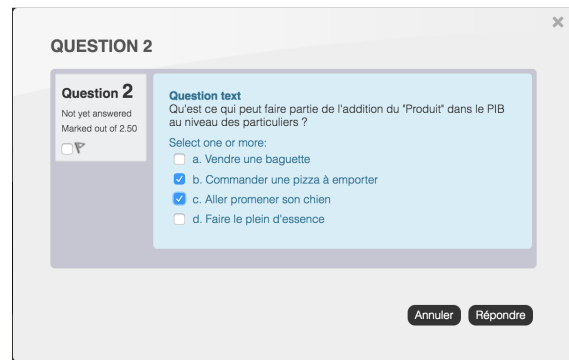 QUESTION 2
Question 2
Not yet answered
Marked out of 2.50
Question text
Qu'est ce qui peut faire partie de l'addition du "Produit" dans le PIB
au niveau des particuliers ?
Select one or more:
a. Vendre une baguette
b. Commander une pizza à emporter
c. Aller promener son chien
d. Faire le plein d'essence
Annuler
Répondre